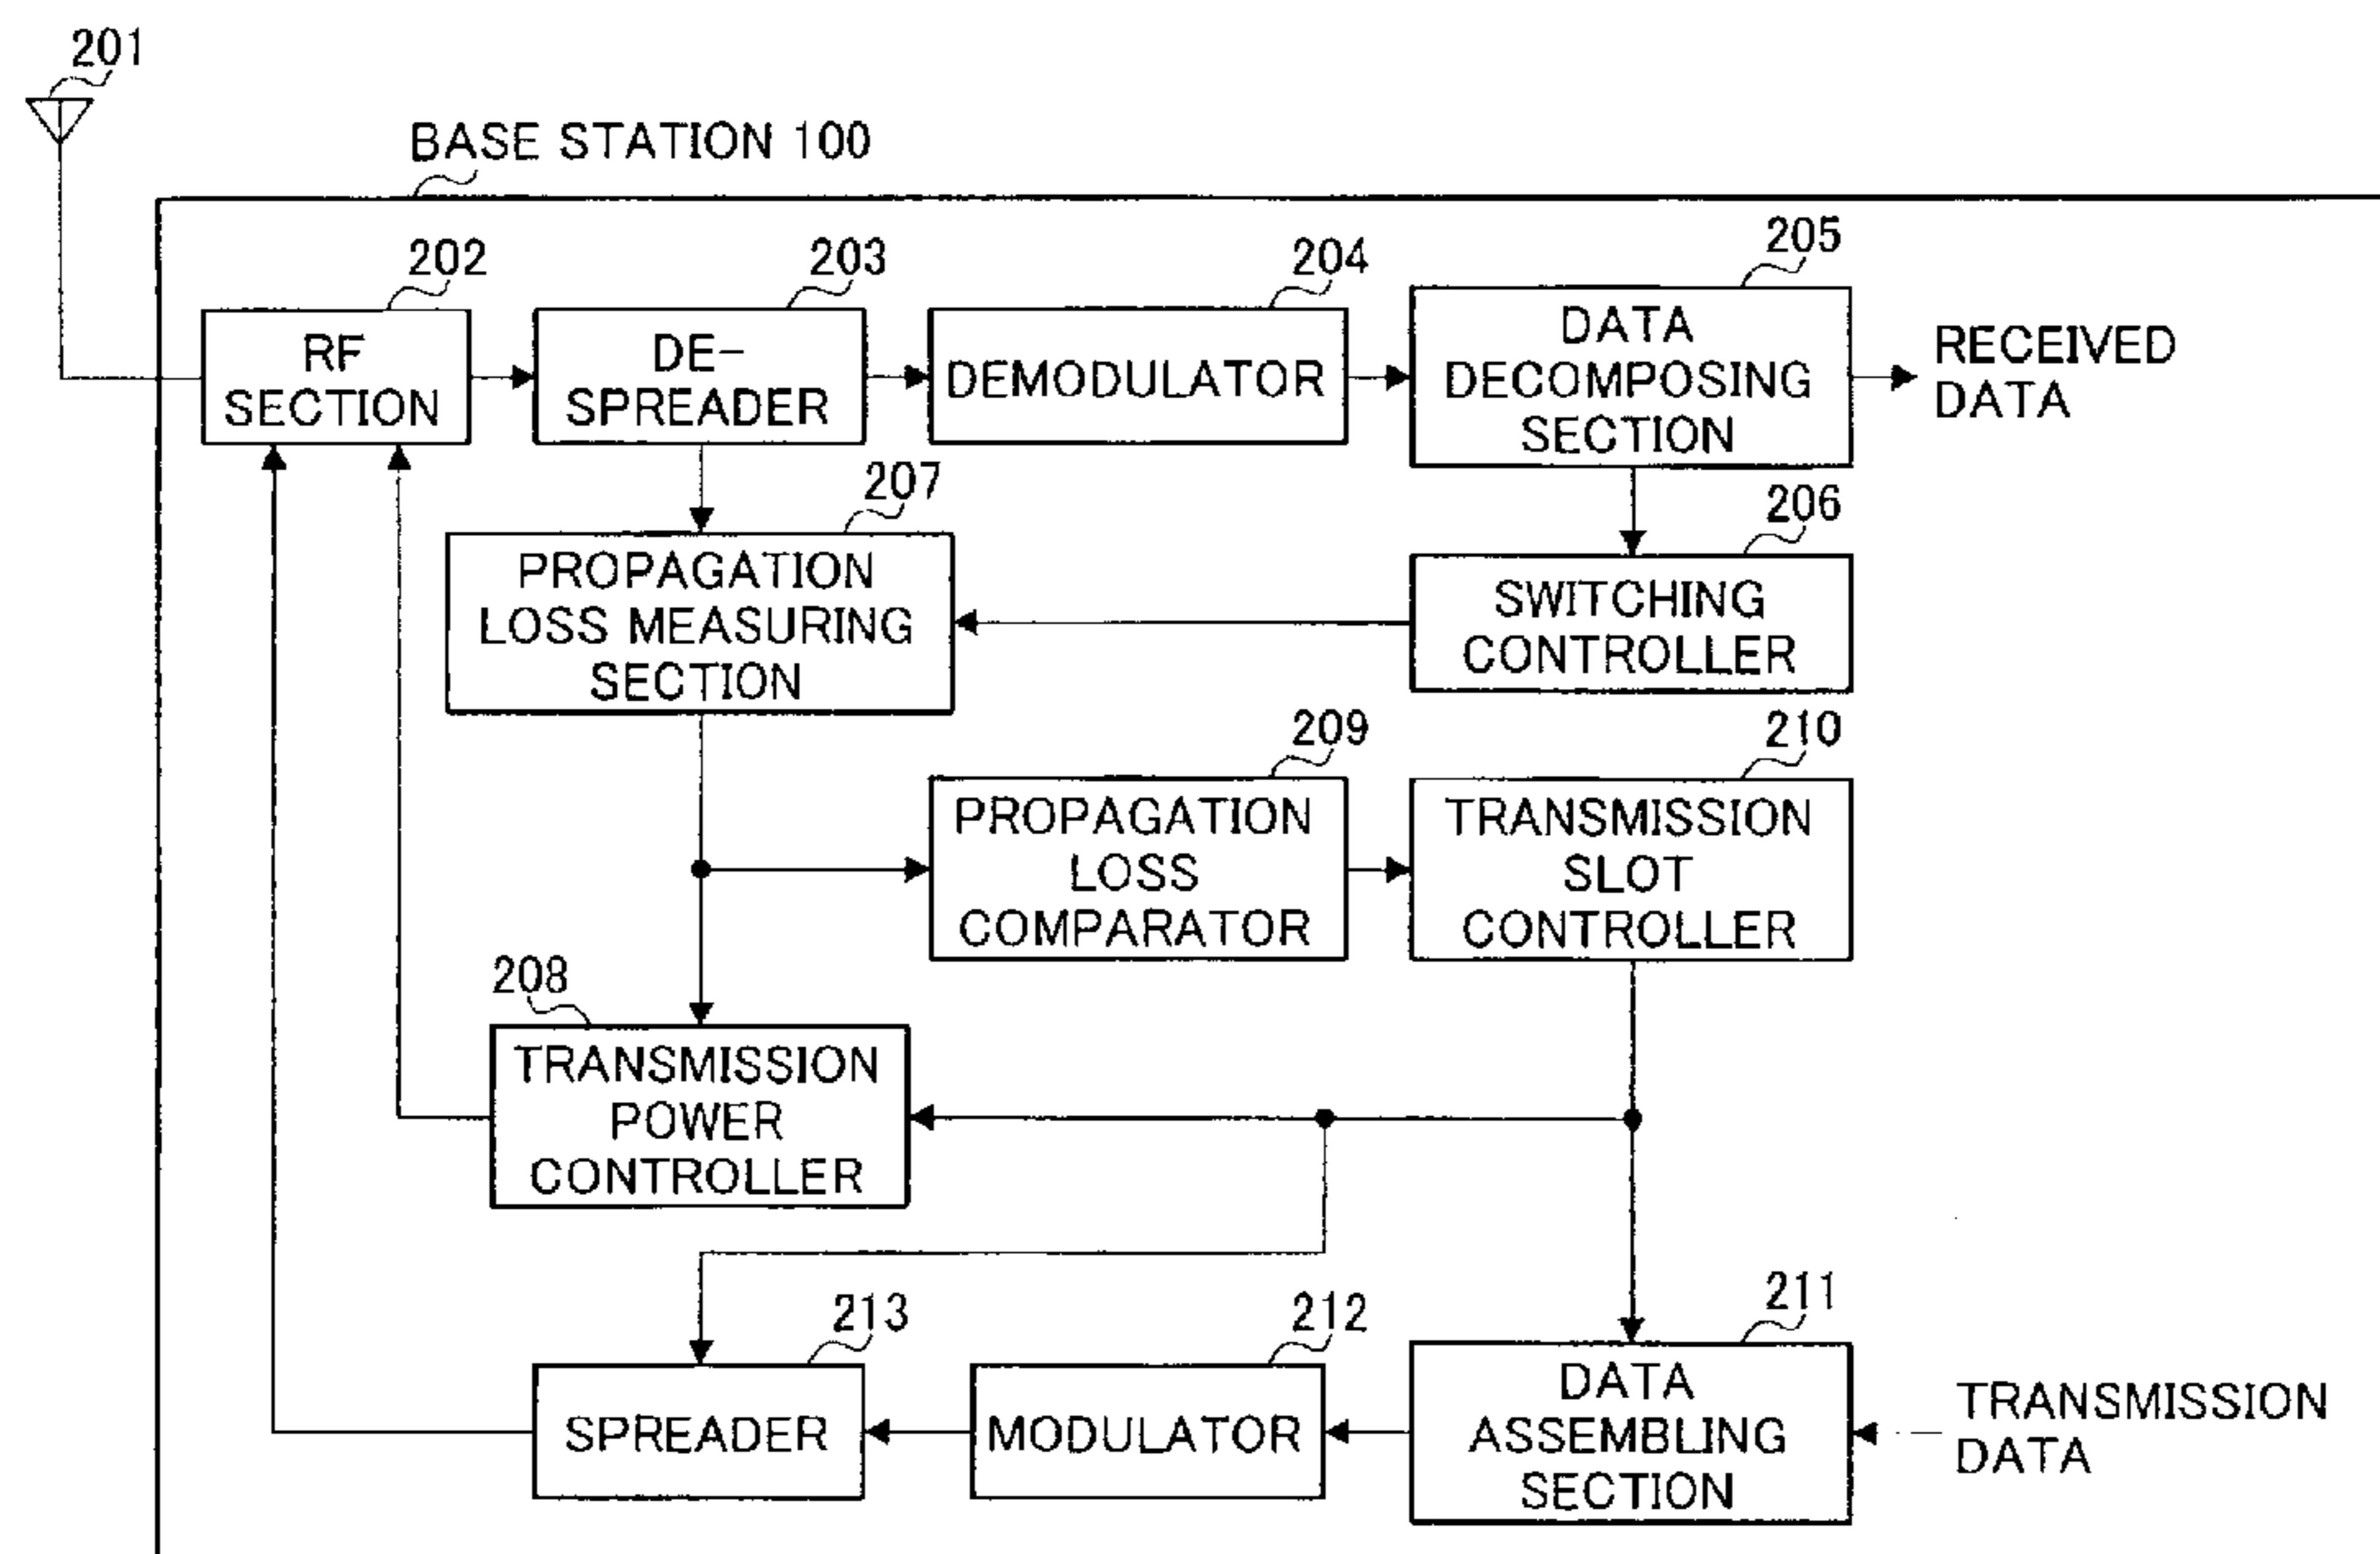 201
BASE STATION 100
202
203
204
205
RF
SECTION
DE-
SPREADER
DEMODULATOR
DATA
DECOMPOSING
SECTION
RECEIVED
DATA
207
206
PROPAGATION
LOSS MEASURING
SECTION
SWITCHING
CONTROLLER
209
210
PROPAGATION
LOSS
COMPARATOR
TRANSMISSION
SLOT
CONTROLLER
208
TRANSMISSION
POWER
CONTROLLER
213
212
211
SPREADER
MODULATOR
DATA
ASSEMBLING
SECTION
TRANSMISSION
DATA